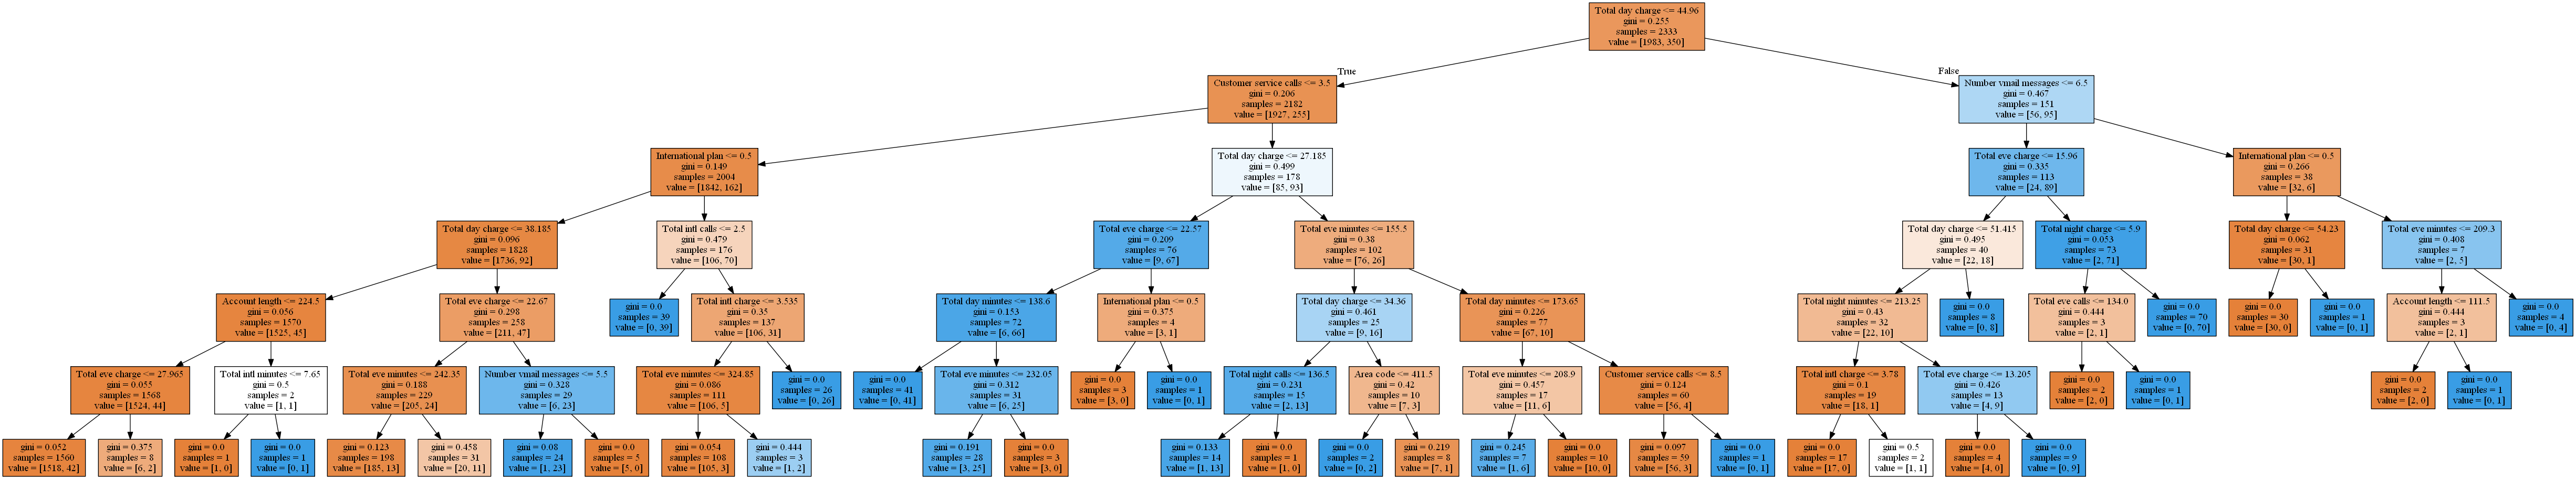 Total day charge <= 44.96
gini = 0.255
samples = 2333
value = [1983, 350]
True
False
Customer service calls <= 3.5
gini = 0.206
samples = 2182
value = [1927, 255]
Number vmail messages <= 6.5
gini = 0.467
samples = 151
value = [56, 95]
International plan <= 0.5
gini = 0.149
samples = 2004
value = [1842, 162]
Total day charge <= 27.185
gini = 0.499
samples = 178
value = [85, 93]
Total eve charge <= 15.96
gini = 0.335
samples = 113
value = [24, 89]
International plan <= 0.5
gini = 0.266
samples = 38
value = [32, 6]
Total day charge <= 38.185
gini = 0.096
samples = 1828
value = [1736, 92]
Total intl calls <= 2.5
gini = 0.479
samples = 176
value = [106, 70]
Total eve charge <= 22.57
gini = 0.209
samples = 76
value = [9, 67]
Total eve minutes <= 155.5
gini = 0.38
samples = 102
value = [76, 26]
Total day charge <= 51.415
gini = 0.495
samples = 40
value = [22, 18]
Total night charge <= 5.9
gini = 0.053
samples = 73
value = [2, 71]
Total day charge <= 54.23
gini = 0.062
samples = 31
value = [30, 1]
Total eve minutes <= 209.3
gini = 0.408
samples = 7
value = [2, 5]
Account length <= 224.5
gini = 0.056
samples = 1570
value = [1525, 45]
Total eve charge <= 22.67
gini = 0.298
samples = 258
value = [211, 47]
gini = 0.0
samples = 39
value = [0, 39]
Total intl charge <= 3.535
gini = 0.35
samples = 137
value = [106, 31]
Total day minutes <= 138.6
gini = 0.153
samples = 72
value = [6, 66]
International plan <= 0.5
gini = 0.375
samples = 4
value = [3, 1]
Total day charge <= 34.36
gini = 0.461
samples = 25
value = [9, 16]
Total day minutes <= 173.65
gini = 0.226
samples = 77
value = [67, 10]
Total night minutes <= 213.25
gini = 0.43
samples = 32
value = [22, 10]
gini = 0.0
samples = 8
value = [0, 8]
Total eve calls <= 134.0
gini = 0.444
samples = 3
value = [2, 1]
gini = 0.0
samples = 70
value = [0, 70]
gini = 0.0
samples = 30
value = [30, 0]
gini = 0.0
samples = 1
value = [0, 1]
Account length <= 111.5
gini = 0.444
samples = 3
value = [2, 1]
gini = 0.0
samples = 4
value = [0, 4]
Total eve charge <= 27.965
gini = 0.055
samples = 1568
value = [1524, 44]
Total intl minutes <= 7.65
gini = 0.5
samples = 2
value = [1, 1]
Total eve minutes <= 242.35
gini = 0.188
samples = 229
value = [205, 24]
Number vmail messages <= 5.5
gini = 0.328
samples = 29
value = [6, 23]
Total eve minutes <= 324.85
gini = 0.086
samples = 111
value = [106, 5]
gini = 0.0
samples = 26
value = [0, 26]
gini = 0.0
samples = 41
value = [0, 41]
Total eve minutes <= 232.05
gini = 0.312
samples = 31
value = [6, 25]
gini = 0.0
samples = 3
value = [3, 0]
gini = 0.0
samples = 1
value = [0, 1]
Total night calls <= 136.5
gini = 0.231
samples = 15
value = [2, 13]
Area code <= 411.5
gini = 0.42
samples = 10
value = [7, 3]
Total eve minutes <= 208.9
gini = 0.457
samples = 17
value = [11, 6]
Customer service calls <= 8.5
gini = 0.124
samples = 60
value = [56, 4]
Total intl charge <= 3.78
gini = 0.1
samples = 19
value = [18, 1]
Total eve charge <= 13.205
gini = 0.426
samples = 13
value = [4, 9]
gini = 0.0
samples = 2
value = [2, 0]
gini = 0.0
samples = 1
value = [0, 1]
gini = 0.0
samples = 2
value = [2, 0]
gini = 0.0
samples = 1
value = [0, 1]
gini = 0.052
samples = 1560
value = [1518, 42]
gini = 0.375
samples = 8
value = [6, 2]
gini = 0.0
samples = 1
value = [1, 0]
gini = 0.0
samples = 1
value = [0, 1]
gini = 0.123
samples = 198
value = [185, 13]
gini = 0.458
samples = 31
value = [20, 11]
gini = 0.08
samples = 24
value = [1, 23]
gini = 0.0
samples = 5
value = [5, 0]
gini = 0.054
samples = 108
value = [105, 3]
gini = 0.444
samples = 3
value = [1, 2]
gini = 0.191
samples = 28
value = [3, 25]
gini = 0.0
samples = 3
value = [3, 0]
gini = 0.133
samples = 14
value = [1, 13]
gini = 0.0
samples = 1
value = [1, 0]
gini = 0.0
samples = 2
value = [0, 2]
gini = 0.219
samples = 8
value = [7, 1]
gini = 0.245
samples = 7
value = [1, 6]
gini = 0.0
samples = 10
value = [10, 0]
gini = 0.097
samples = 59
value = [56, 3]
gini = 0.0
samples = 1
value = [0, 1]
gini = 0.0
samples = 17
value = [17, 0]
gini = 0.5
samples = 2
value = [1, 1]
gini = 0.0
samples = 4
value = [4, 0]
gini = 0.0
samples = 9
value = [0, 9]